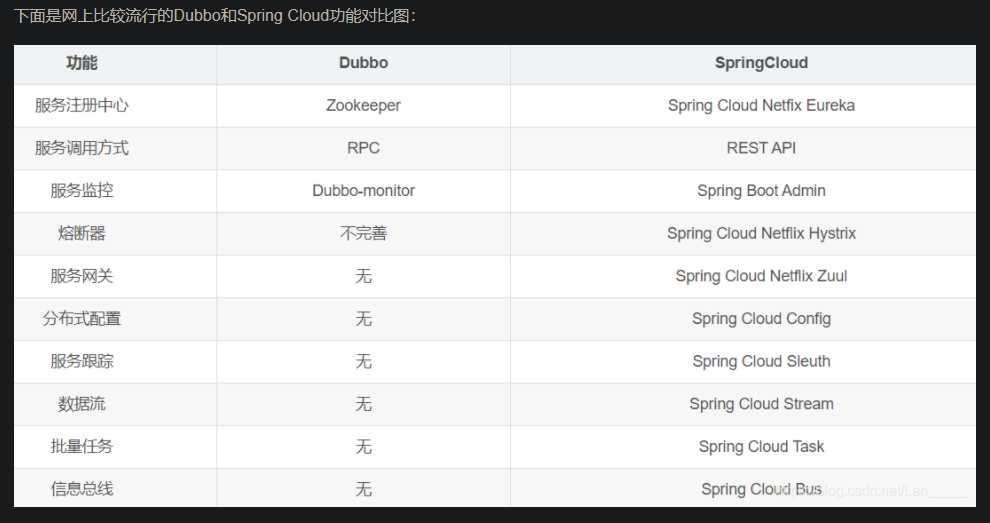 下面是网上比较流行的Dubbo和Spring Cloud功能对比图：
功能 Dubbo SpringCloud
服务注册中心 Zookeeper Spring Cloud Netfix Eureka
服务调用方式 RPC REST API
服务监控 Dubbo-monitor Spring Boot Admin
熔断器 不完善 Spring Cloud Netflix Hystrix
服务网关 无 Spring Cloud Netflix Zuul
分布式配置 无 Spring Cloud Config
服务跟踪 无 Spring Cloud Sleuth
数据流 无 Spring Cloud Stream
批量任务 无 Spring Cloud Task
信息总线 无 Spring Cloud Bus